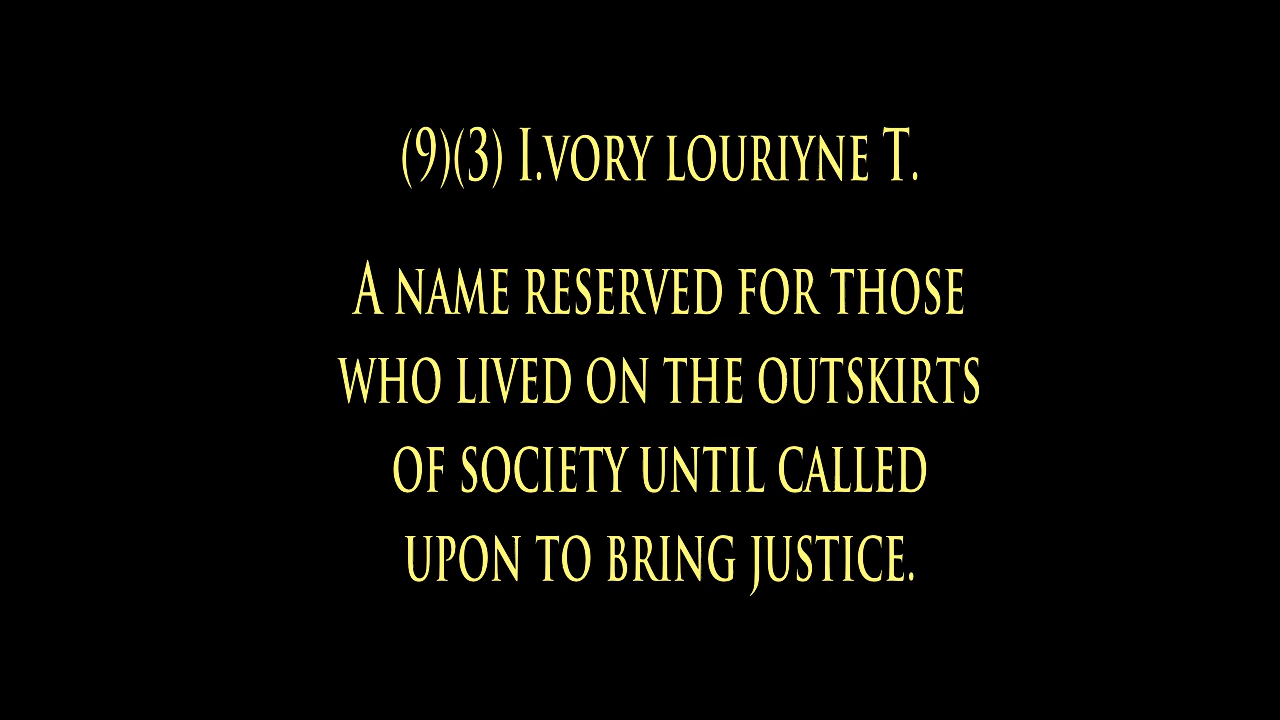 (9)(3) I.VORY LOURIYNE T.
A NAME RESERVED FOR THOSE
WHO LIVED ON THE OUTSKIRTS
OF SOCIETY UNTIL CALLED
UPON TO BRING JUSTICE.